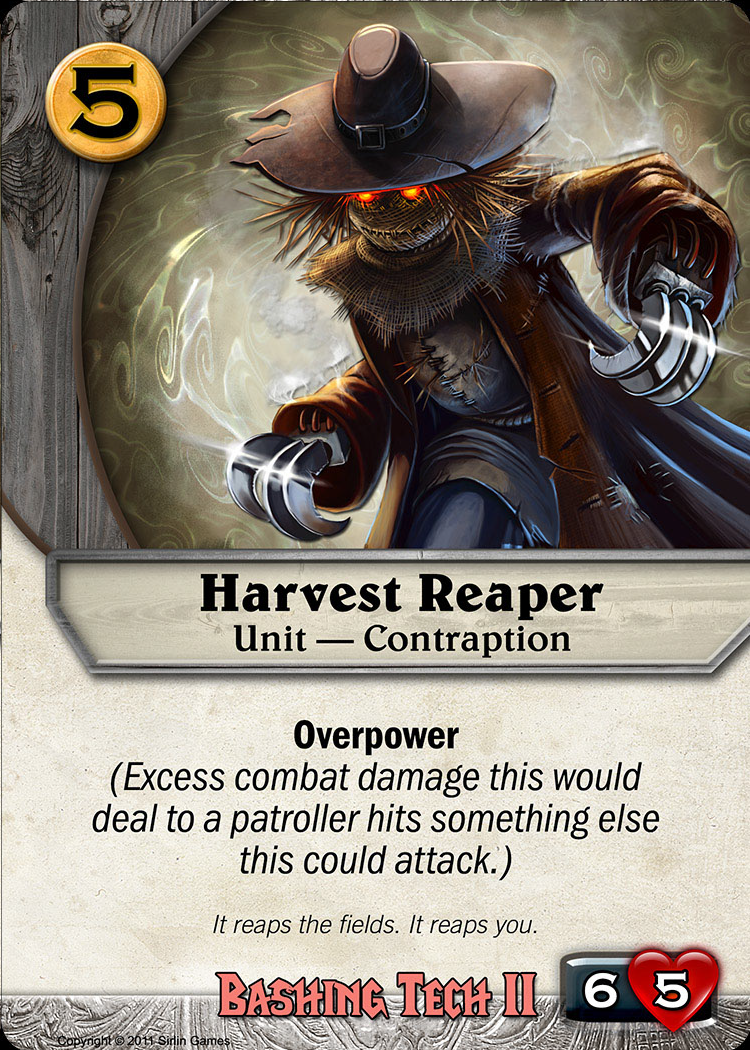 5
Harvest Reaper
Unit — Contraption
Overpower
(Excess combat damage this would
deal to a patroller hits something else
this could attack.)
It reaps the fields. It reaps you.
Bashing Tech II
6 5
Copyright © 2011 Sirlin Games